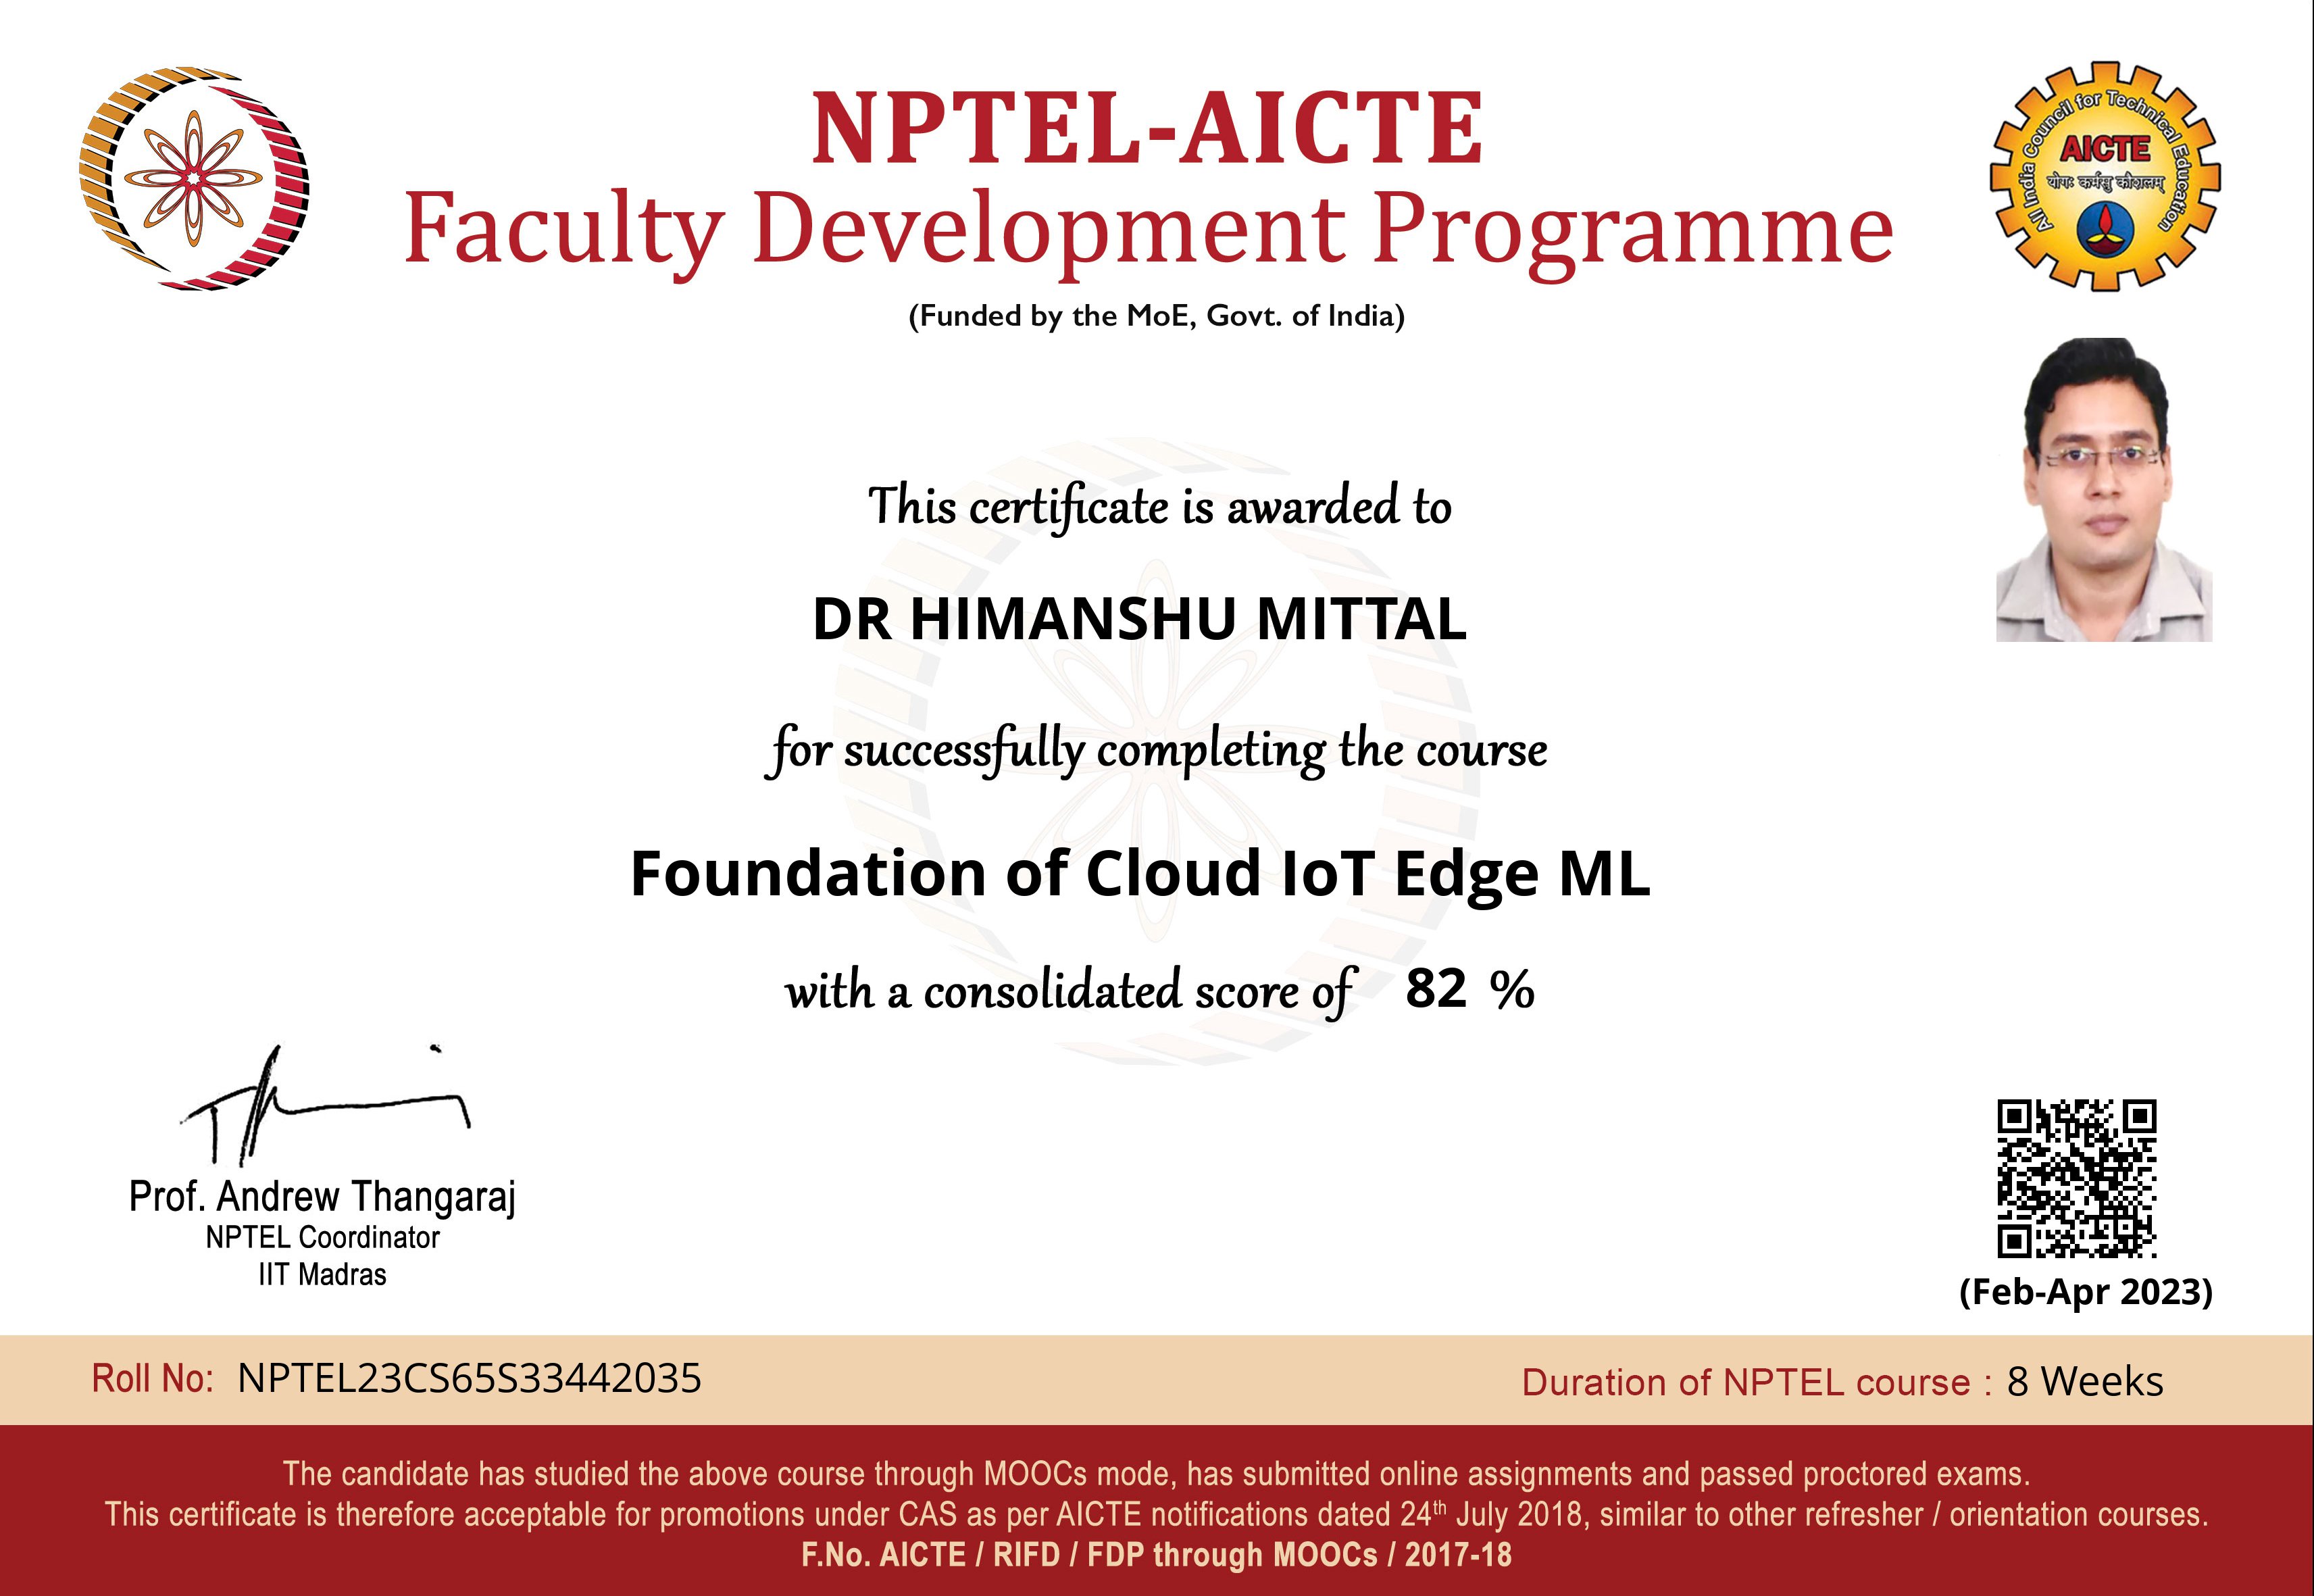 NPTEL-AICTE
Faculty Development Programme
(Funded by the MoE, Govt. of India)
All India Council for Technical Education
AICTE
योगः कर्मसु कौशलम्
This certificate is awarded to
DR HIMANSHU MITTAL
for successfully completing the course
Foundation of Cloud IoT Edge ML
with a consolidated score of 82 %
Prof. Andrew Thangaraj
NPTEL Coordinator
IIT Madras
(Feb-Apr 2023)
Roll No: NPTEL23CS65S33442035
Duration of NPTEL course : 8 Weeks
The candidate has studied the above course through MOOCs mode, has submitted online assignments and passed proctored exams.
This certificate is therefore acceptable for promotions under CAS as per AICTE notifications dated 24th July 2018, similar to other refresher / orientation courses.
F.No. AICTE / RIFD / FDP through MOOCs / 2017-18